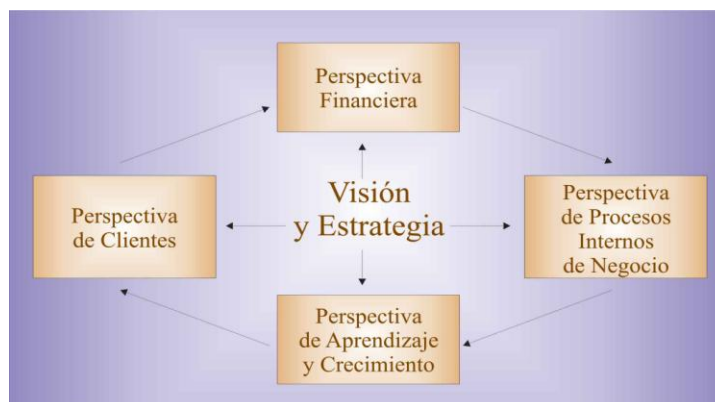 Perspectiva
Financiera
Perspectiva
de Clientes
Visión
y Estrategia
Perspectiva
de Procesos
Internos
de Negocio
Perspectiva
de Aprendizaje
y Crecimiento